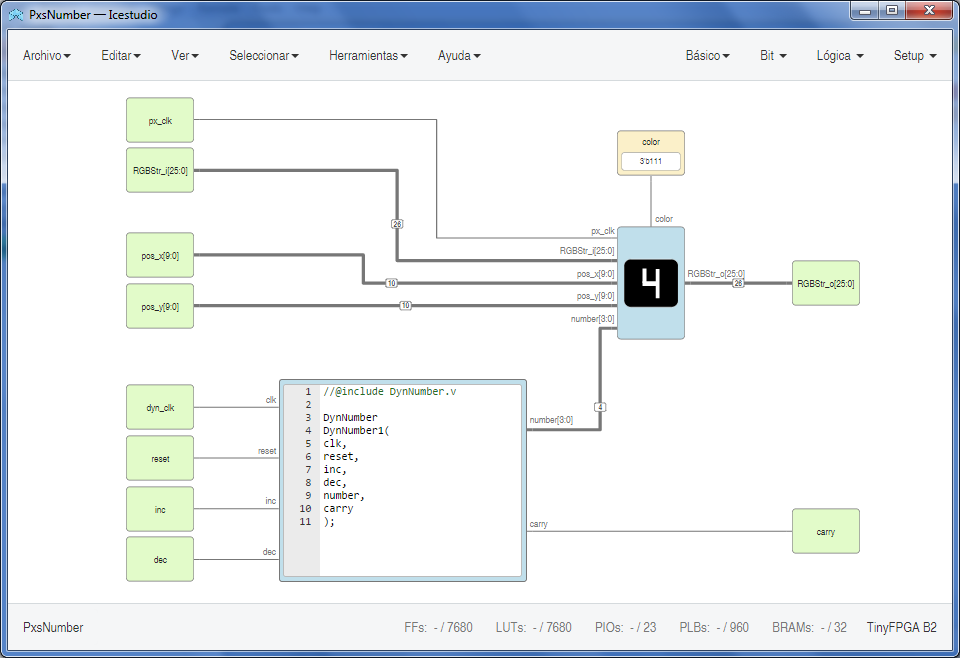 PxsNumber — Icestudio
Archivo Editar Ver Seleccionar Herramientas Ayuda Básico Bit Lógica Setup
px_clk
RGBStr_i[25:0]
pos_x[9:0]
pos_y[9:0]
26
10
10
color
3'b111
color
px_clk
RGBStr_i[25:0]
pos_x[9:0]
pos_y[9:0]
number[3:0]
4
RGBStr_o[25:0]
26
RGBStr_o[25:0]
dyn_clk
reset
inc
dec
clk
reset
inc
dec
1 //@include DynNumber.v
2
3 DynNumber
4 DynNumber1(
5 clk,
6 reset,
7 inc,
8 dec,
9 number,
10 carry
11 );
number[3:0]
4
carry
carry
PxsNumber FFs: - / 7680 LUTs: - / 7680 PIOs: - / 23 PLBs: - / 960 BRAMs: - / 32 TinyFPGA B2